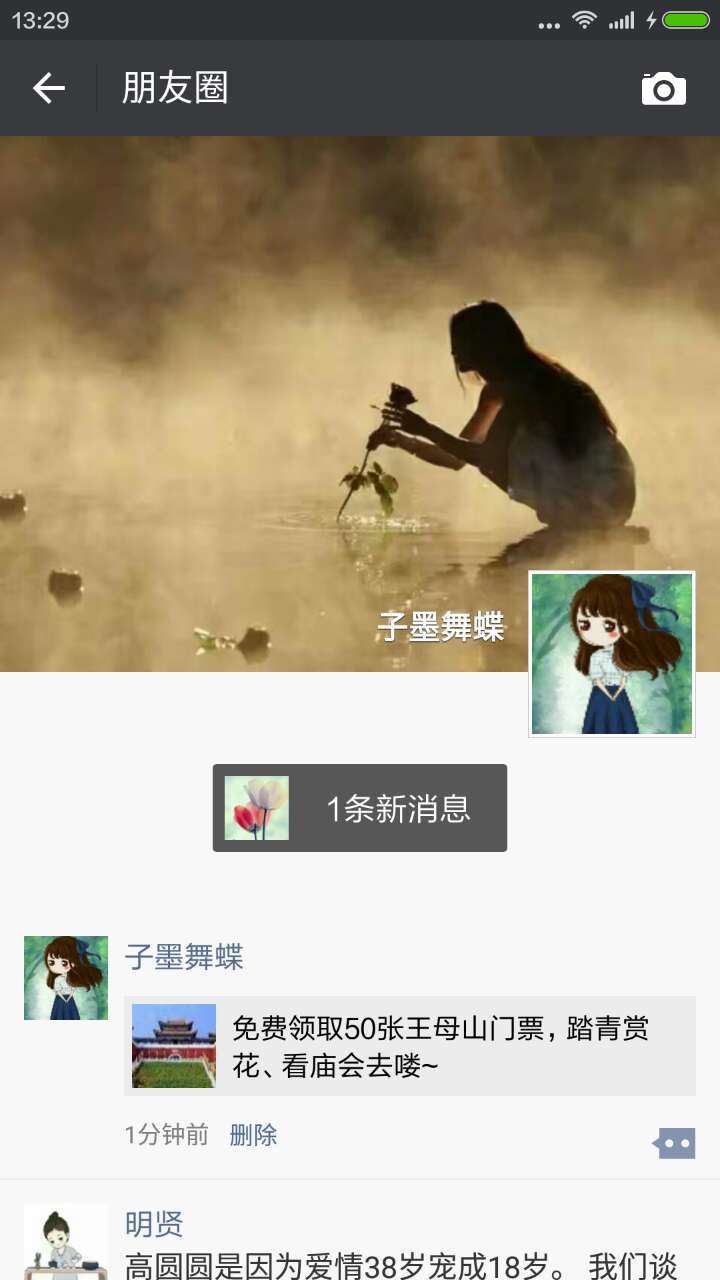 13:29
朋友圈
子墨舞蝶
1条新消息
子墨舞蝶
免费领取50张王母山门票，踏青赏
花、看庙会去喽~
1分钟前 删除
明贤
高圆圆是因为爱情38岁宠成18岁。 我们谈